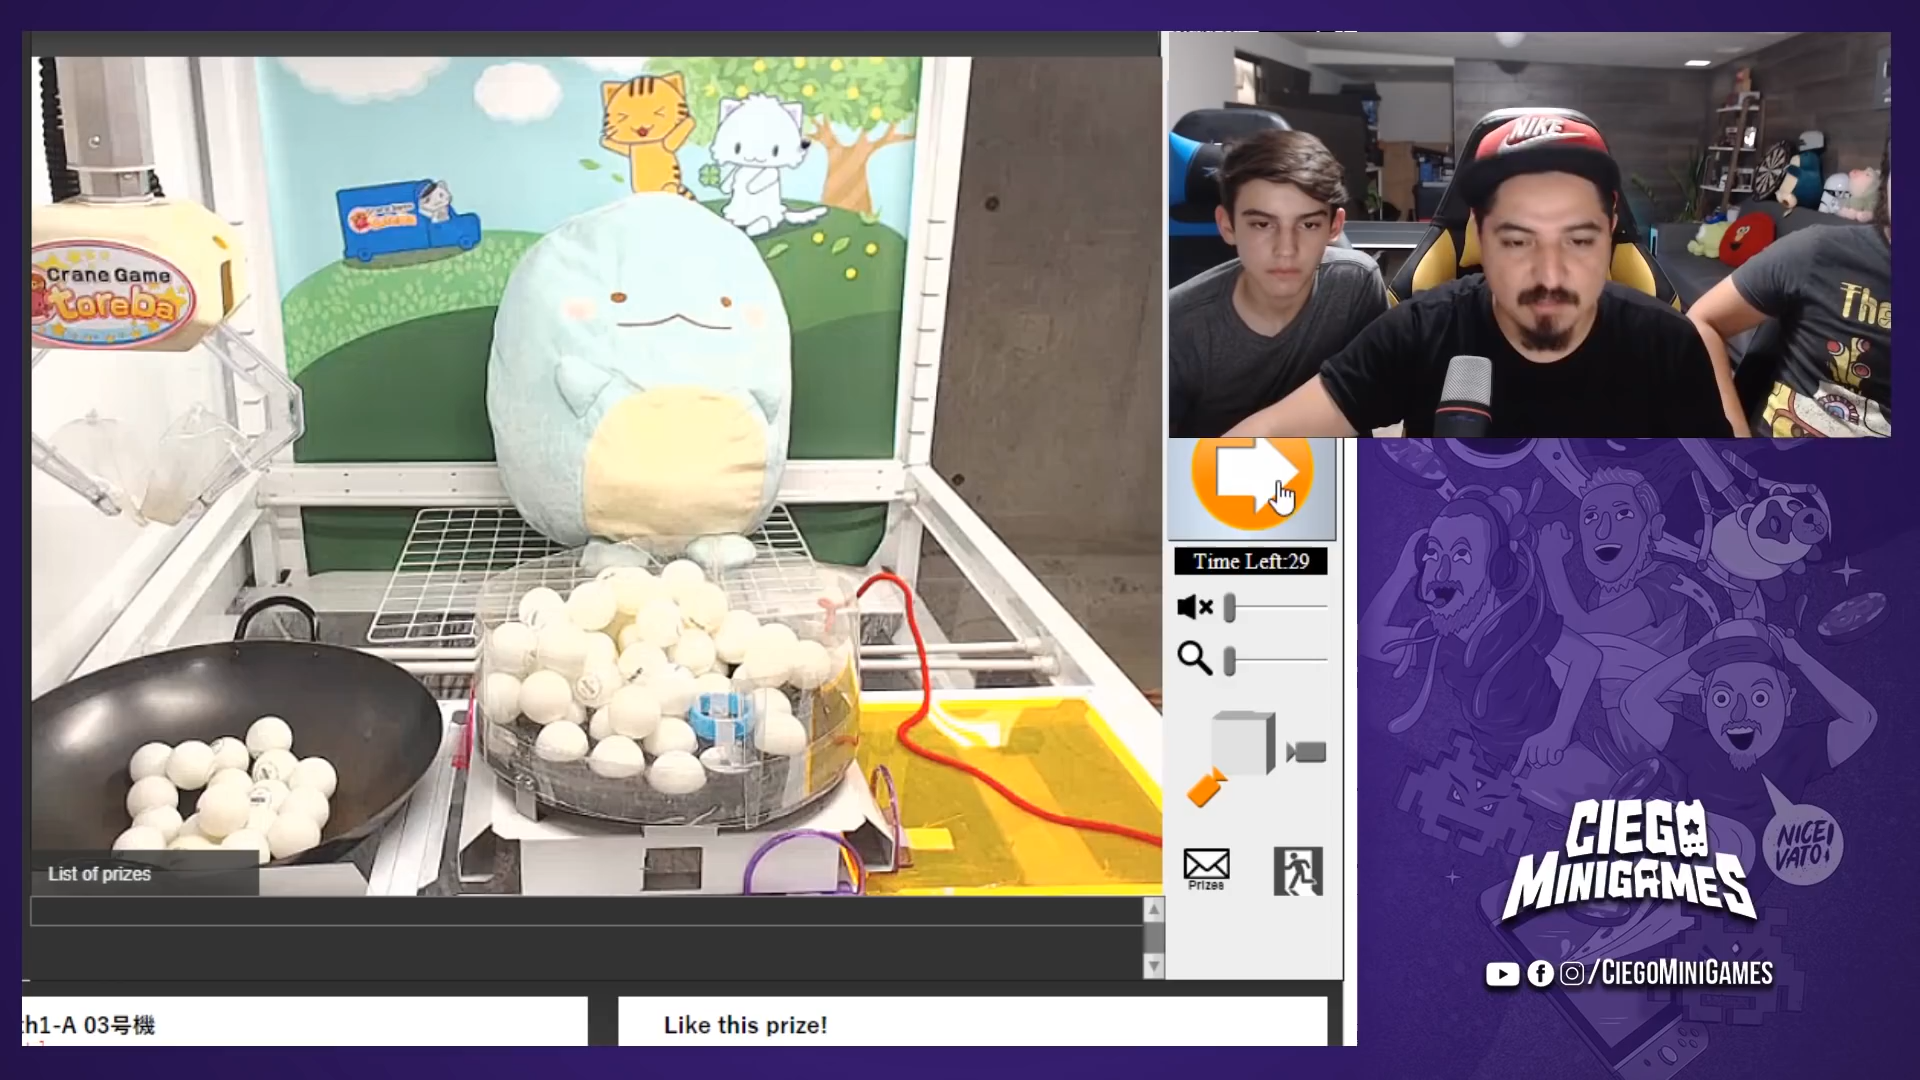 Crane Game
toreba
NIKE
The
Time Left:29
Prizes
List of prizes
th1-A 03号機
Like this prize!
CIEGO
MINIGAMES
NICE!
VATO!
/CIEGOMINIGAMES